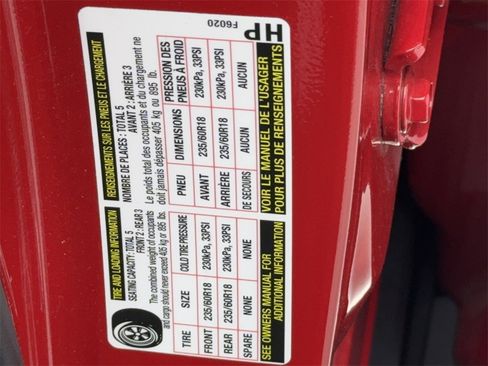 TIRE AND LOADING INFORMATION
SEATING CAPACITY: TOTAL 5
FRONT 2 : REAR 3
The combined weight of occupants
and cargo should never exceed 405 kg or 895 lbs.
TIRE SIZE COLD TIRE PRESSURE
FRONT 235/60R18 230kPa, 33PSI
REAR 235/60R18 230kPa, 33PSI
SPARE NONE NONE
SEE OWNERS MANUAL FOR
ADDITIONAL INFORMATION
RENSEIGNEMENTS SUR LES PNEUS ET LE CHARGEMENT
NOMBRE DE PLACES : TOTAL 5
AVANT 2 : ARRIÈRE 3
Le poids total des occupants et du chargement ne
doit jamais dépasser 405 kg ou 895 lb.
PNEU DIMENSIONS PRESSION DES
PNEUS À FROID
AVANT 235/60R18 230kPa, 33PSI
ARRIÈRE 235/60R18 230kPa, 33PSI
DE SECOURS AUCUN AUCUN
VOIR LE MANUEL DE L'USAGER
POUR PLUS DE RENSEIGNEMENTS
F6020
HP